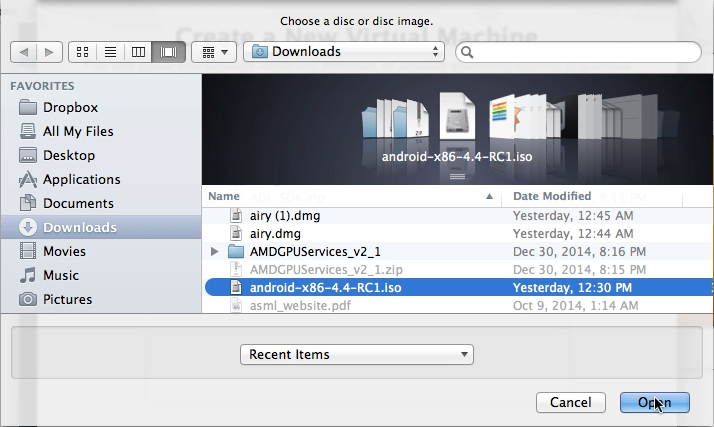 Choose a disc or disc image.
Create a New Virtual Machine
Downloads
FAVORITES
Dropbox
All My Files
Desktop
Applications
Documents
Downloads
Movies
Music
Pictures
android-x86-4.4-RC1.iso
Name Date Modified
airy (1).dmg Yesterday, 12:45 AM
airy.dmg Yesterday, 12:44 AM
AMDGPUServices_v2_1 Dec 30, 2014, 8:16 PM
AMDGPUServices_v2_1.zip Dec 30, 2014, 8:15 PM
android-x86-4.4-RC1.iso Yesterday, 12:30 PM
asml_website.pdf Oct 9, 2014, 1:14 AM
Recent Items
Cancel Open